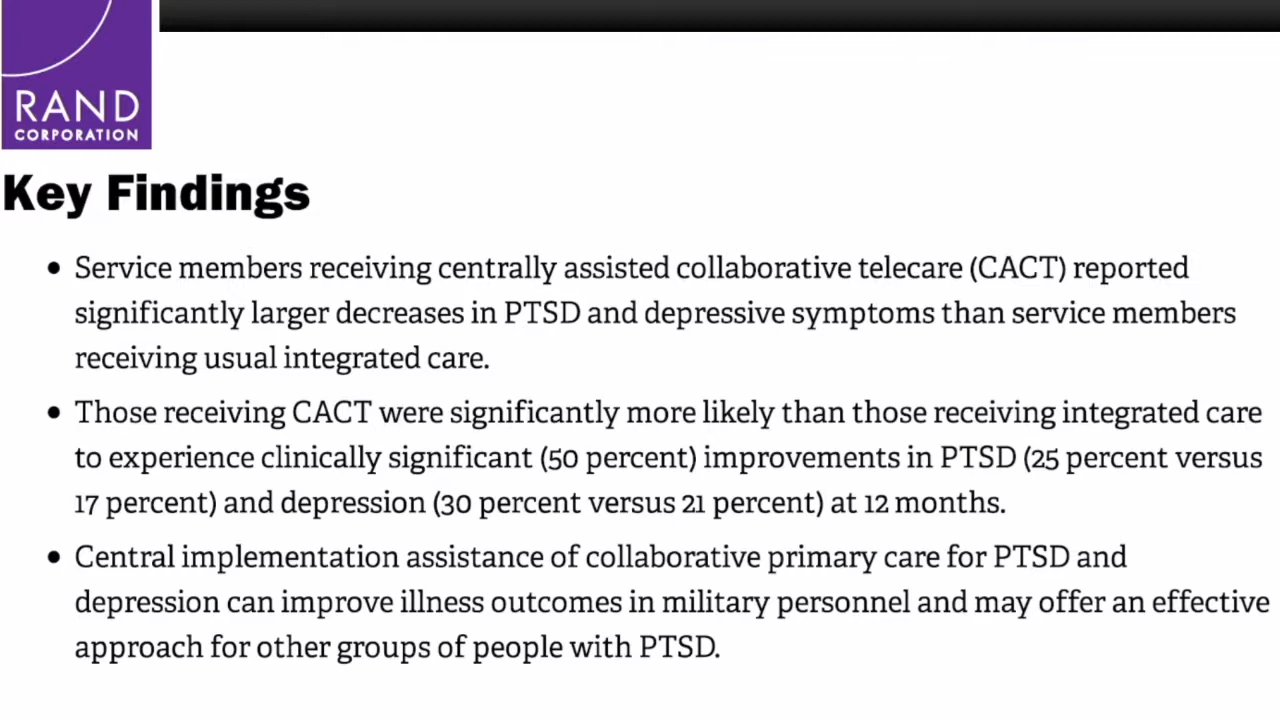 RAND
CORPORATION
Key Findings
• Service members receiving centrally assisted collaborative telecare (CACT) reported
significantly larger decreases in PTSD and depressive symptoms than service members
receiving usual integrated care.
• Those receiving CACT were significantly more likely than those receiving integrated care
to experience clinically significant (50 percent) improvements in PTSD (25 percent versus
17 percent) and depression (30 percent versus 21 percent) at 12 months.
• Central implementation assistance of collaborative primary care for PTSD and
depression can improve illness outcomes in military personnel and may offer an effective
approach for other groups of people with PTSD.